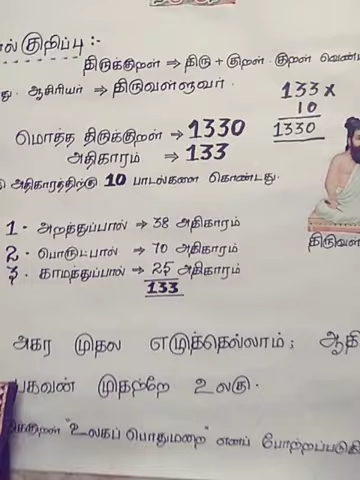 குறிப்பு :-
திருக்குறள் ⇒ திரு + குறள். குறள் வெண்
ஆசிரியர் ⇒ திருவள்ளுவர்.
133 ×
10
1330
மொத்த திருக்குறள் ⇒ 1330
அதிகாரம் ⇒ 133
அதிகாரத்திற்கு 10 பாடல்களை கொண்டது.
1 - அறத்துப்பால் ⇒ 38 அதிகாரம்
2 - பொருட்பால் ⇒ 70 அதிகாரம்
3 - காமத்துப்பால் ⇒ 25 அதிகாரம்
133
திருவள்
அகர முதல எழுத்தெல்லாம்; ஆதி
பகவன் முதற்றே உலகு.
"உலகப் பொதுமறை" எனப் போற்றப்படுகி